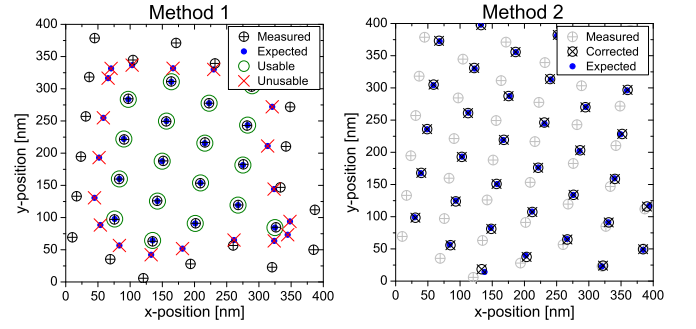 Method 1
Method 2
400
350
300
250
200
150
100
50
0
y-position [nm]
Measured
Expected
Usable
Unusable
0 50 100 150 200 250 300 350 400
x-position [nm]
400
350
300
250
200
150
100
50
0
y-position [nm]
Measured
Corrected
Expected
0 50 100 150 200 250 300 350 400
x-position [nm]